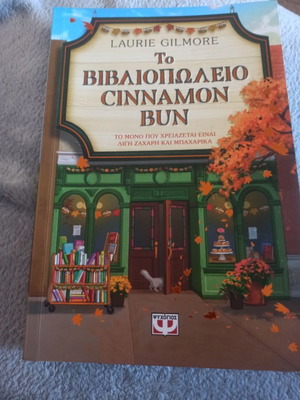 LAURIE GILMORE
Το
ΒΙΒΛΙΟΠΩΛΕΙΟ
CINNAMON
BUN
ΤΟ ΜΟΝΟ ΠΟΥ ΧΡΕΙΑΖΕΤΑΙ ΕΙΝΑΙ
ΛΙΓΗ ΖΑΧΑΡΗ ΚΑΙ ΜΠΑΧΑΡΙΚΑ
ΨΥΧΟΓΙΟΣ